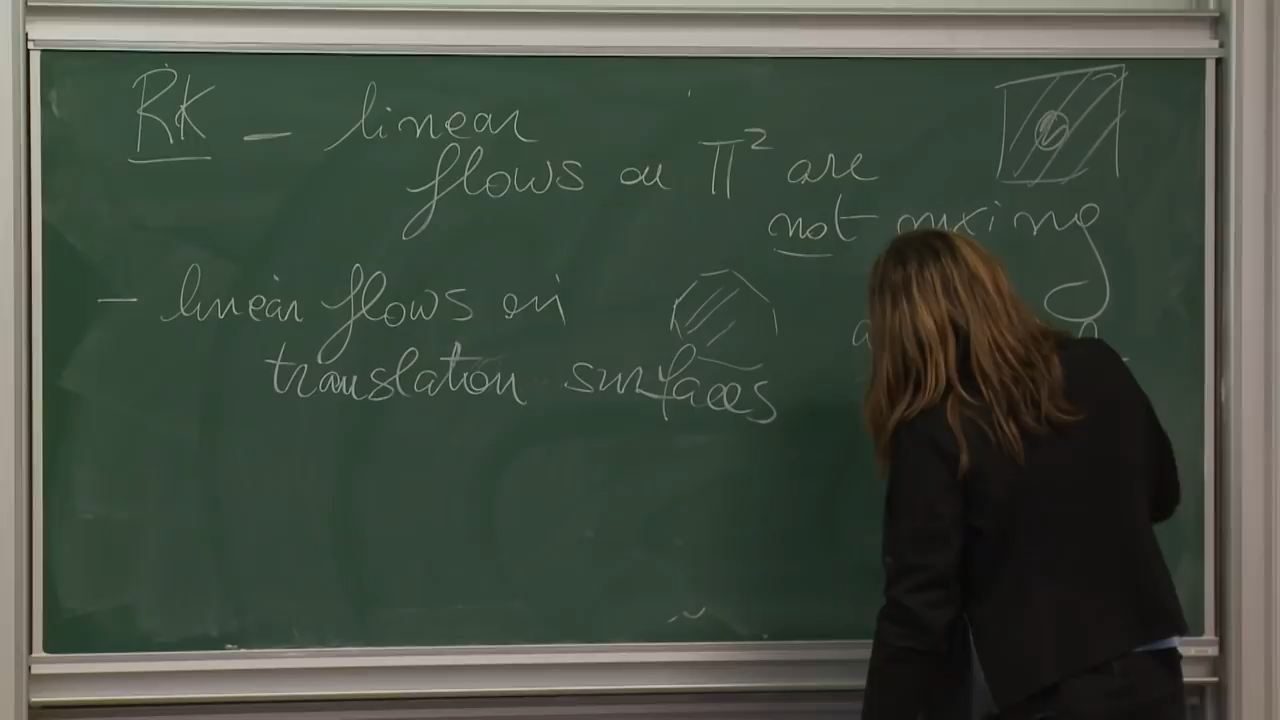 RK - linear
flows on 𝕋² are
not mixing
- linear flows on
translation surfaces